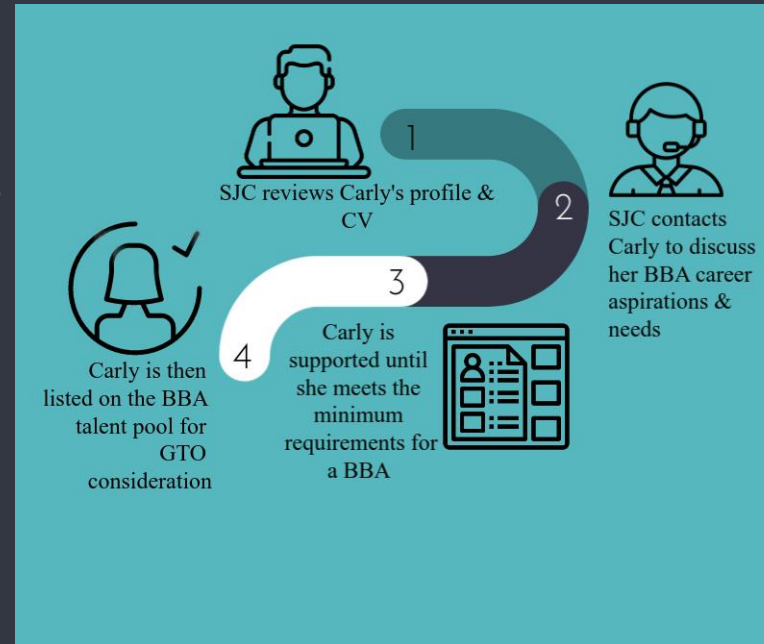 1
SJC reviews Carly's profile &
CV
2
SJC contacts
Carly to discuss
her BBA career
aspirations &
needs
3
Carly is
supported until
she meets the
minimum
requirements for
a BBA
4
Carly is then
listed on the BBA
talent pool for
GTO
consideration